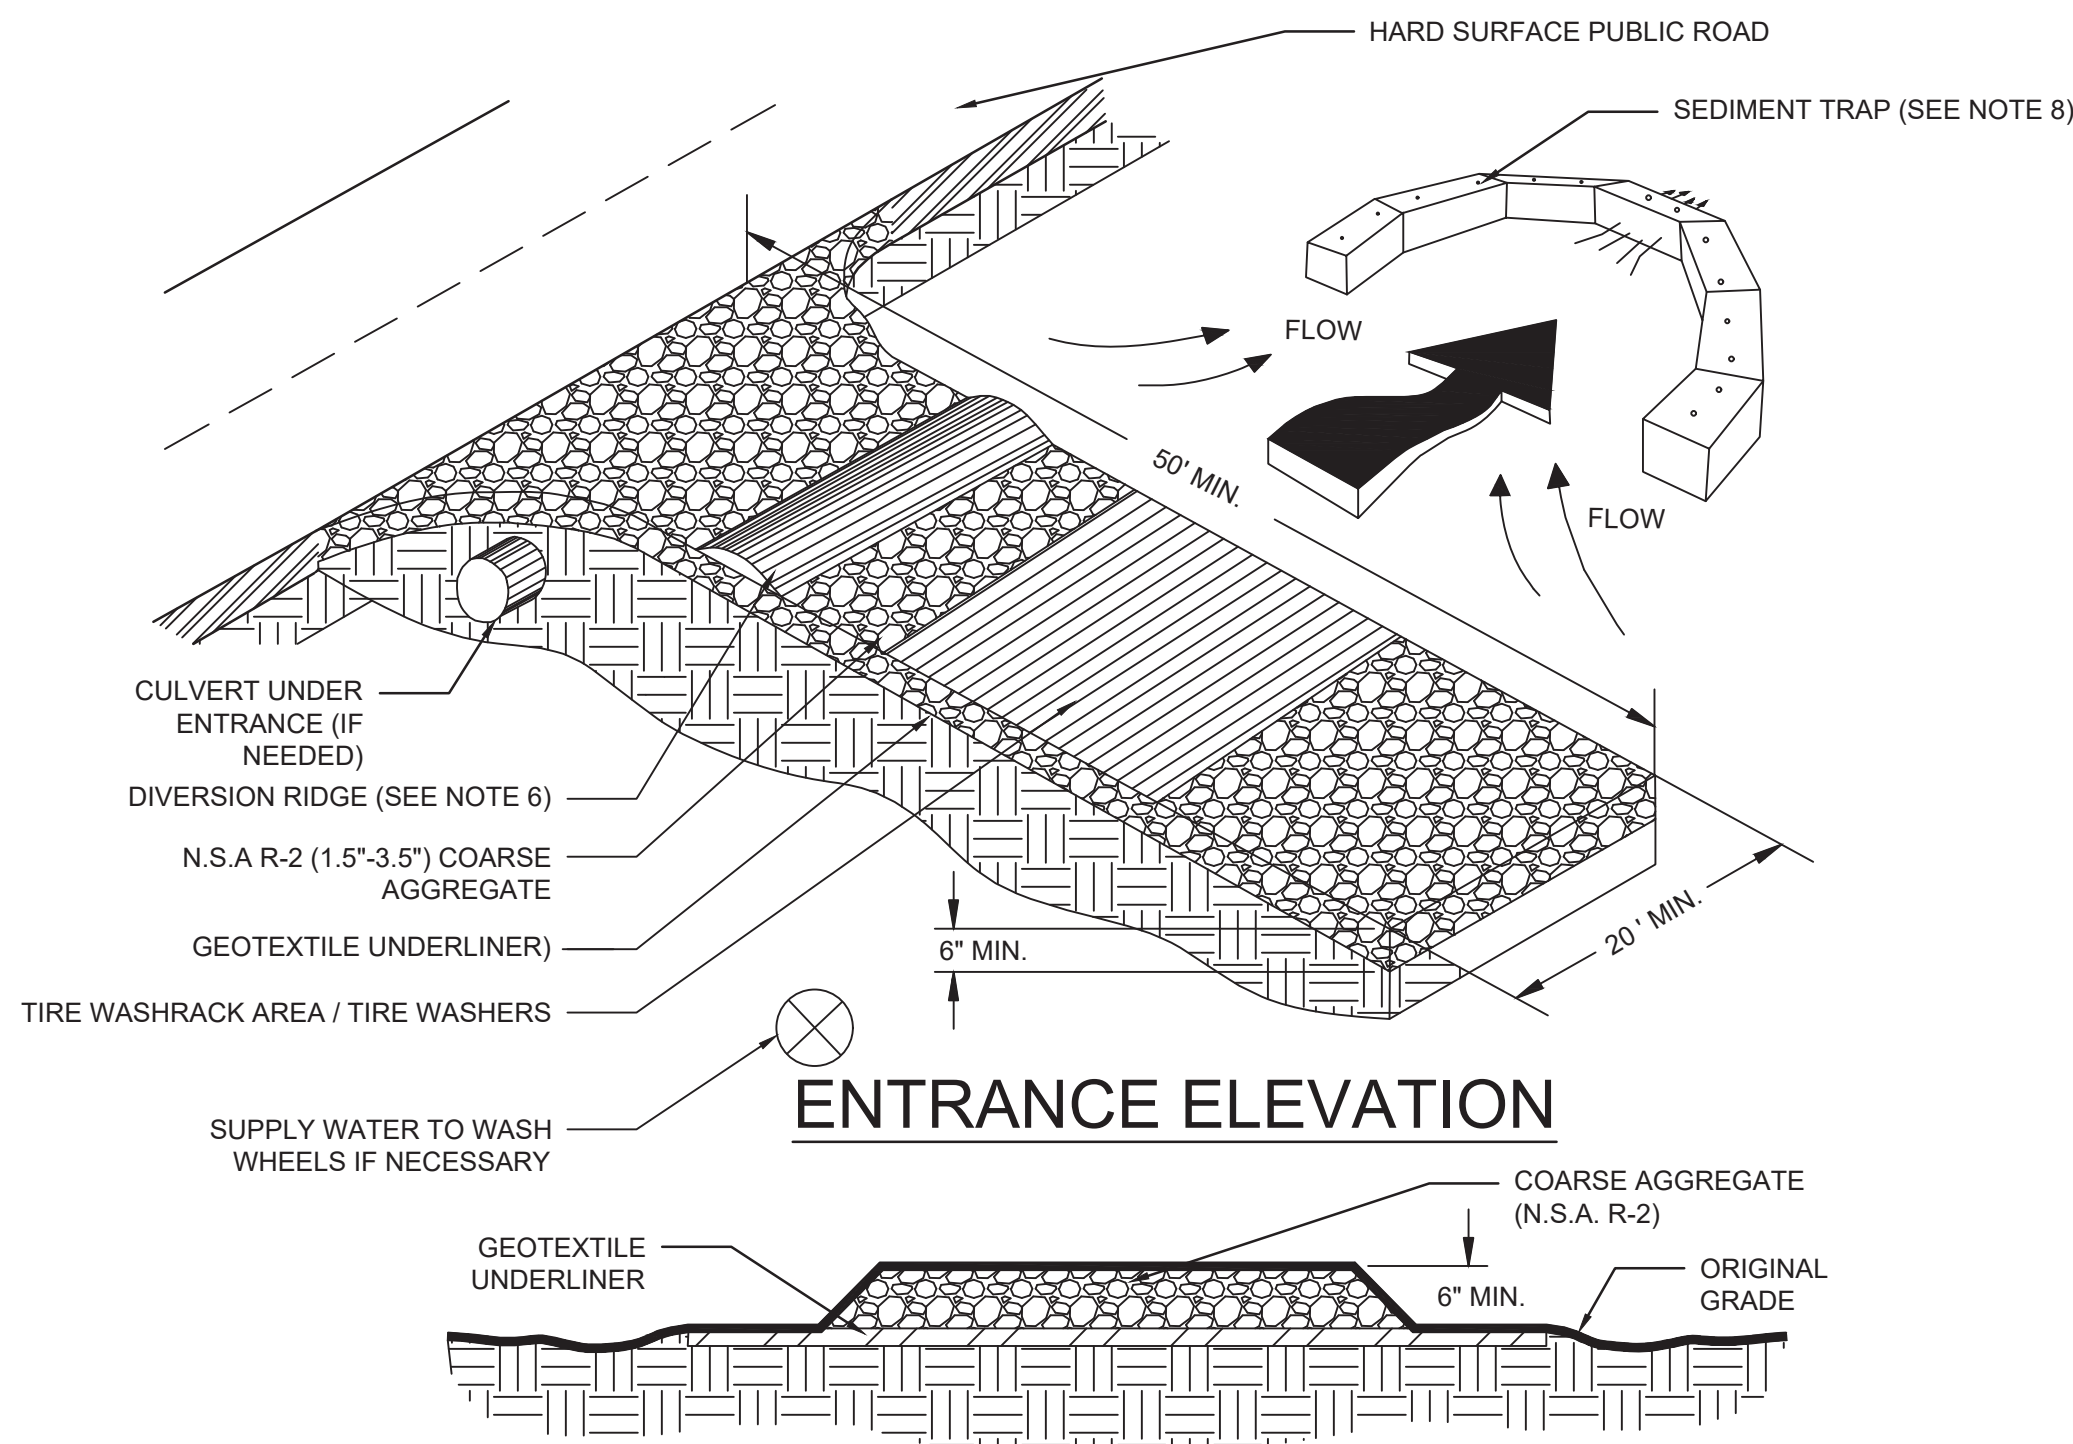 HARD SURFACE PUBLIC ROAD
SEDIMENT TRAP (SEE NOTE 8)
FLOW
50' MIN.
FLOW
CULVERT UNDER
ENTRANCE (IF
NEEDED)
DIVERSION RIDGE (SEE NOTE 6)
N.S.A R-2 (1.5"-3.5") COARSE
AGGREGATE
GEOTEXTILE UNDERLINER)
6" MIN.
20 ' MIN.
TIRE WASHRACK AREA / TIRE WASHERS
SUPPLY WATER TO WASH
WHEELS IF NECESSARY
ENTRANCE ELEVATION
COARSE AGGREGATE
(N.S.A. R-2)
GEOTEXTILE
UNDERLINER
6" MIN.
ORIGINAL
GRADE